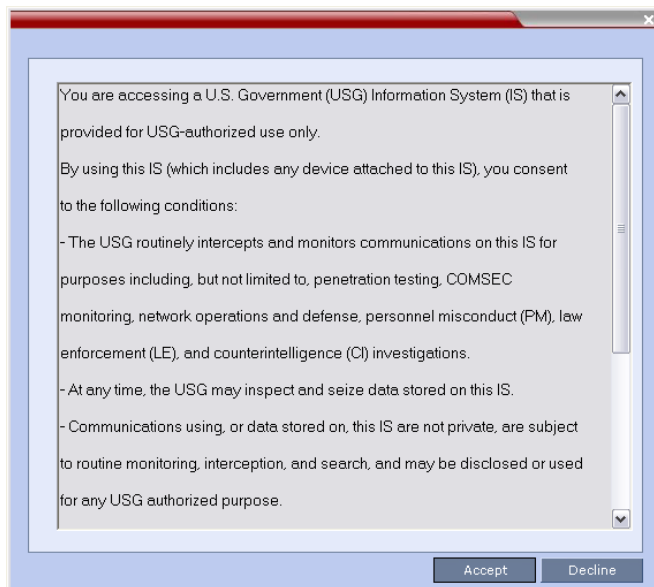 You are accessing a U.S. Government (USG) Information System (IS) that is
provided for USG-authorized use only.
By using this IS (which includes any device attached to this IS), you consent
to the following conditions:
- The USG routinely intercepts and monitors communications on this IS for
purposes including, but not limited to, penetration testing, COMSEC
monitoring, network operations and defense, personnel misconduct (PM), law
enforcement (LE), and counterintelligence (CI) investigations.
- At any time, the USG may inspect and seize data stored on this IS.
- Communications using, or data stored on, this IS are not private, are subject
to routine monitoring, interception, and search, and may be disclosed or used
for any USG authorized purpose.
Accept Decline